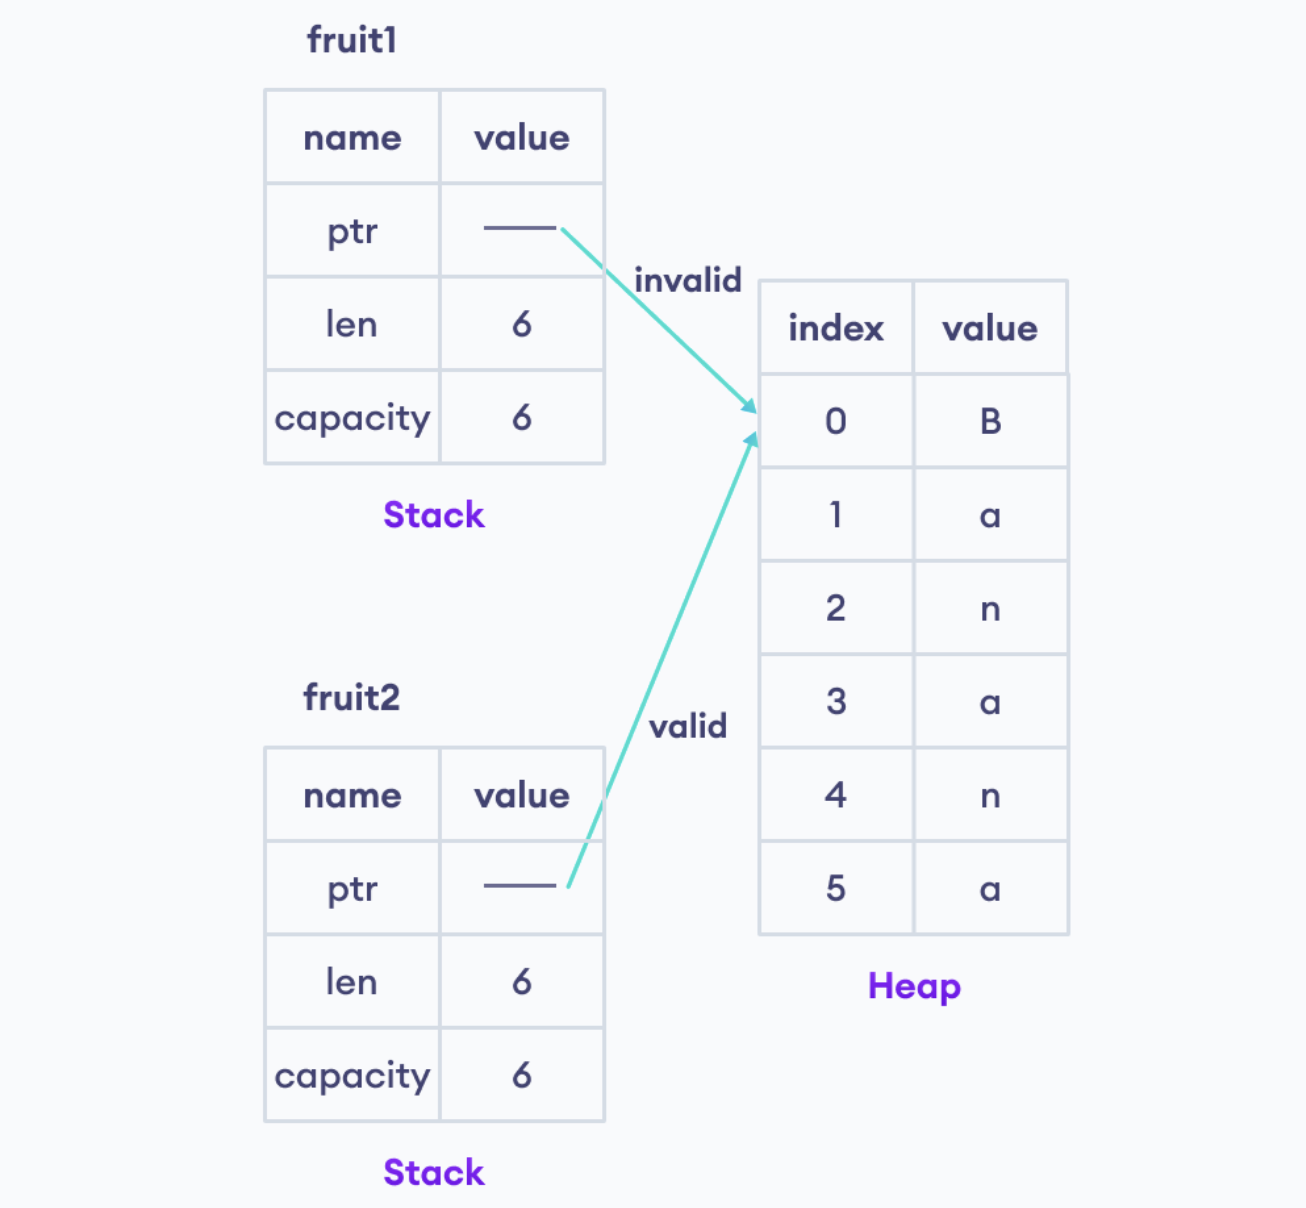 fruit1
name value
ptr
len 6
capacity 6
Stack
invalid
index value
0 B
1 a
2 n
3 a
4 n
5 a
Heap
valid
fruit2
name value
ptr
len 6
capacity 6
Stack